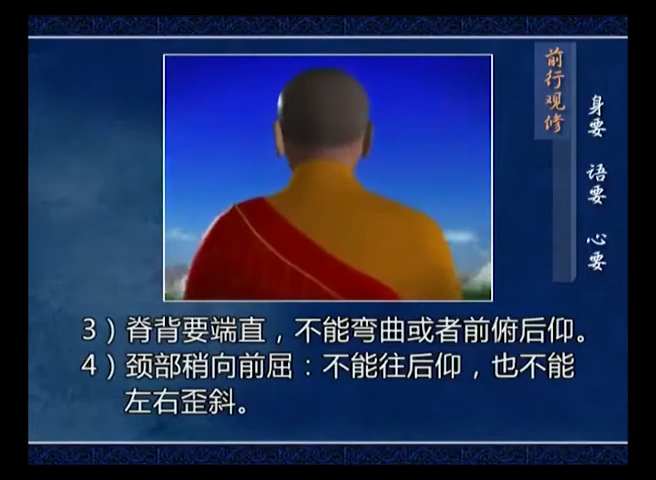 前行观修
身要 语要 心要
3）脊背要端直，不能弯曲或者前俯后仰。
4）颈部稍向前屈：不能往后仰，也不能
左右歪斜。